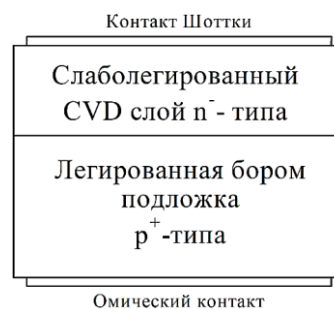 Контакт Шоттки
Слаболегированный
CVD слой n⁻- типа
Легированная бором
подложка
p⁺-типа
Омический контакт